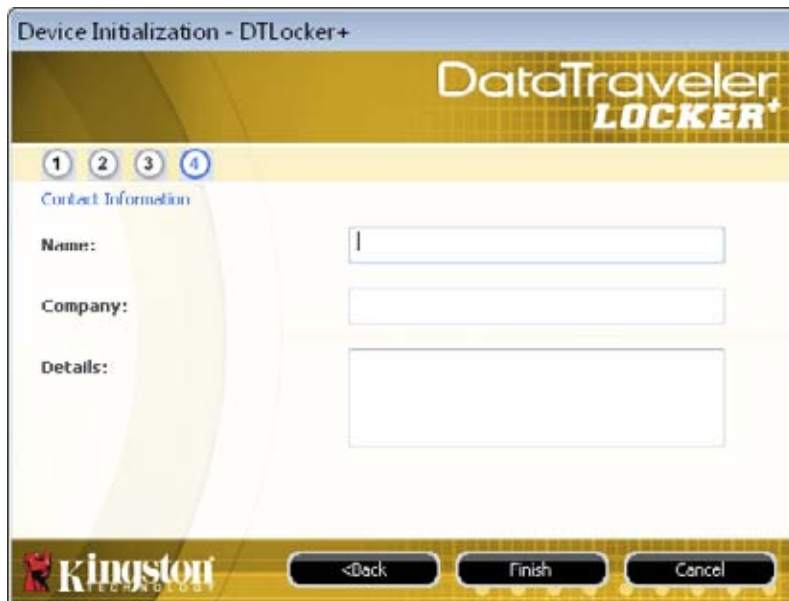 Device Initialization - DTLocker+
DataTraveler
LOCKER+
1 2 3 4
Contact Information
Name:
Company:
Details:
Kingston
TECHNOLOGY
<Back Finish Cancel